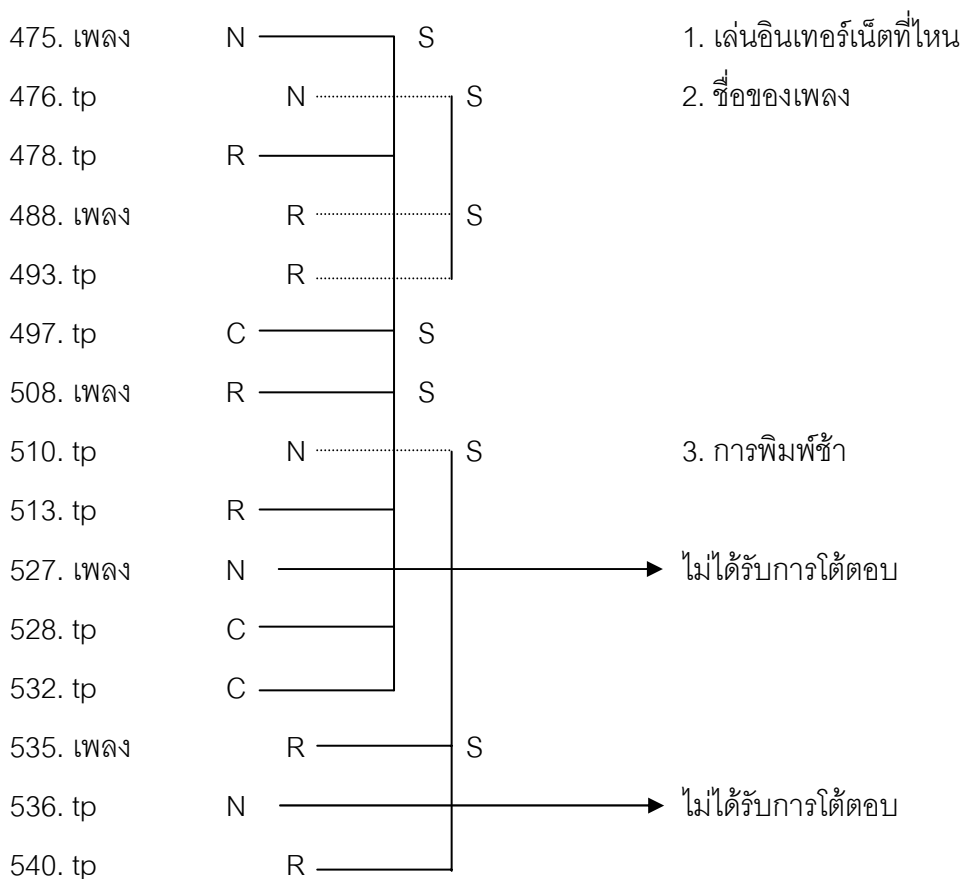 475. เพลง N S 1. เล่นอินเทอร์เน็ตที่ไหน
476. tp N S 2. ชื่อของเพลง
478. tp R
488. เพลง R S
493. tp R
497. tp C S
508. เพลง R S
510. tp N S 3. การพิมพ์ช้า
513. tp R
527. เพลง N ไม่ได้รับการโต้ตอบ
528. tp C
532. tp C
535. เพลง R S
536. tp N ไม่ได้รับการโต้ตอบ
540. tp R